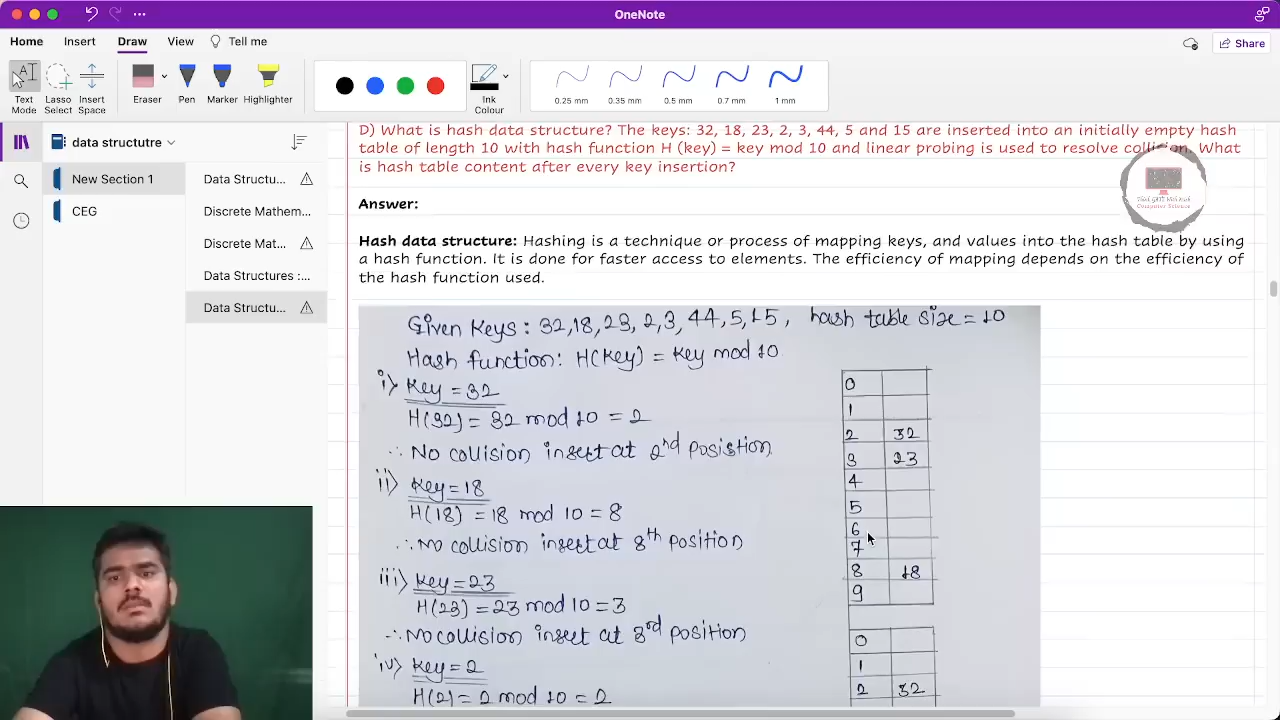 OneNote
Home Insert Draw View Tell me
Share
Text Mode
Lasso Select
Insert Space
Eraser
Pen
Marker
Highlighter
Ink Colour
0.25 mm 0.35 mm 0.5 mm 0.7 mm 1 mm
data structutre
New Section 1
CEG
Data Structu...
Discrete Mathem...
Discrete Mat...
Data Structures :...
Data Structu...
D) What is hash data structure? The keys: 32, 18, 23, 2, 3, 44, 5 and 15 are inserted into an initially empty hash
table of length 10 with hash function H (key) = key mod 10 and linear probing is used to resolve collision. What
is hash table content after every key insertion?
Answer:
Hash data structure: Hashing is a technique or process of mapping keys, and values into the hash table by using
a hash function. It is done for faster access to elements. The efficiency of mapping depends on the efficiency of
the hash function used.
Given Keys: 32,18,23,2,3,44,5,15, hash table size = 10
Hash function: H(Key) = Key mod 10
i) Key = 32
H(32) = 32 mod 10 = 2
∴ No collision insert at 2nd posistion
ii) Key = 18
H(18) = 18 mod 10 = 8
∴ No collision insert at 8th position
iii) Key = 23
H(23) = 23 mod 10 = 3
∴ No collision insert at 3rd position
iv) Key = 2
H(2) = 2 mod 10 = 2
0
1
2 32
3 23
4
5
6
7
8 18
9
0
1
2 32
Computer Science